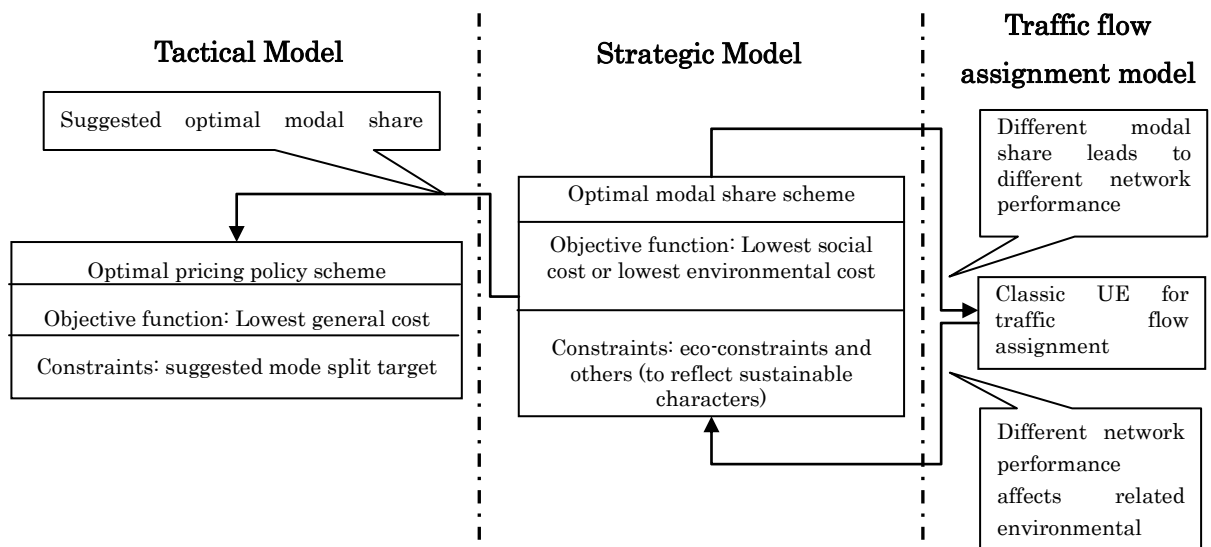 Tactical Model
Suggested optimal modal share
Optimal pricing policy scheme
Objective function: Lowest general cost
Constraints: suggested mode split target
Strategic Model
Optimal modal share scheme
Objective function: Lowest social
cost or lowest environmental cost
Constraints: eco-constraints and
others (to reflect sustainable
characters)
Traffic flow
assignment model
Different modal
share leads to
different network
performance
Classic UE for
traffic flow
assignment
Different network
performance
affects related
environmental